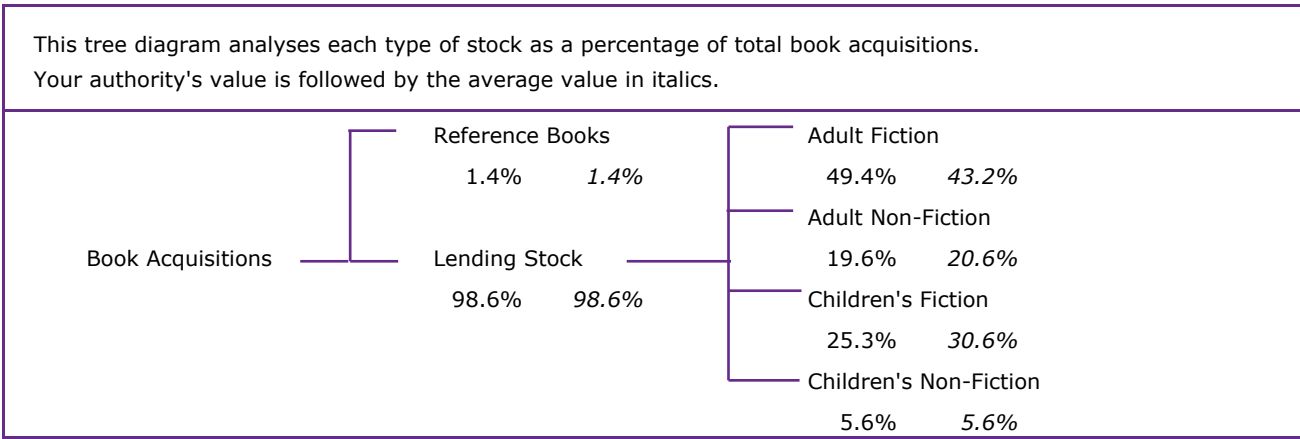 This tree diagram analyses each type of stock as a percentage of total book acquisitions.
Your authority's value is followed by the average value in italics.
Reference Books
1.4% 1.4%
Book Acquisitions
Lending Stock
98.6% 98.6%
Adult Fiction
49.4% 43.2%
Adult Non-Fiction
19.6% 20.6%
Children's Fiction
25.3% 30.6%
Children's Non-Fiction
5.6% 5.6%